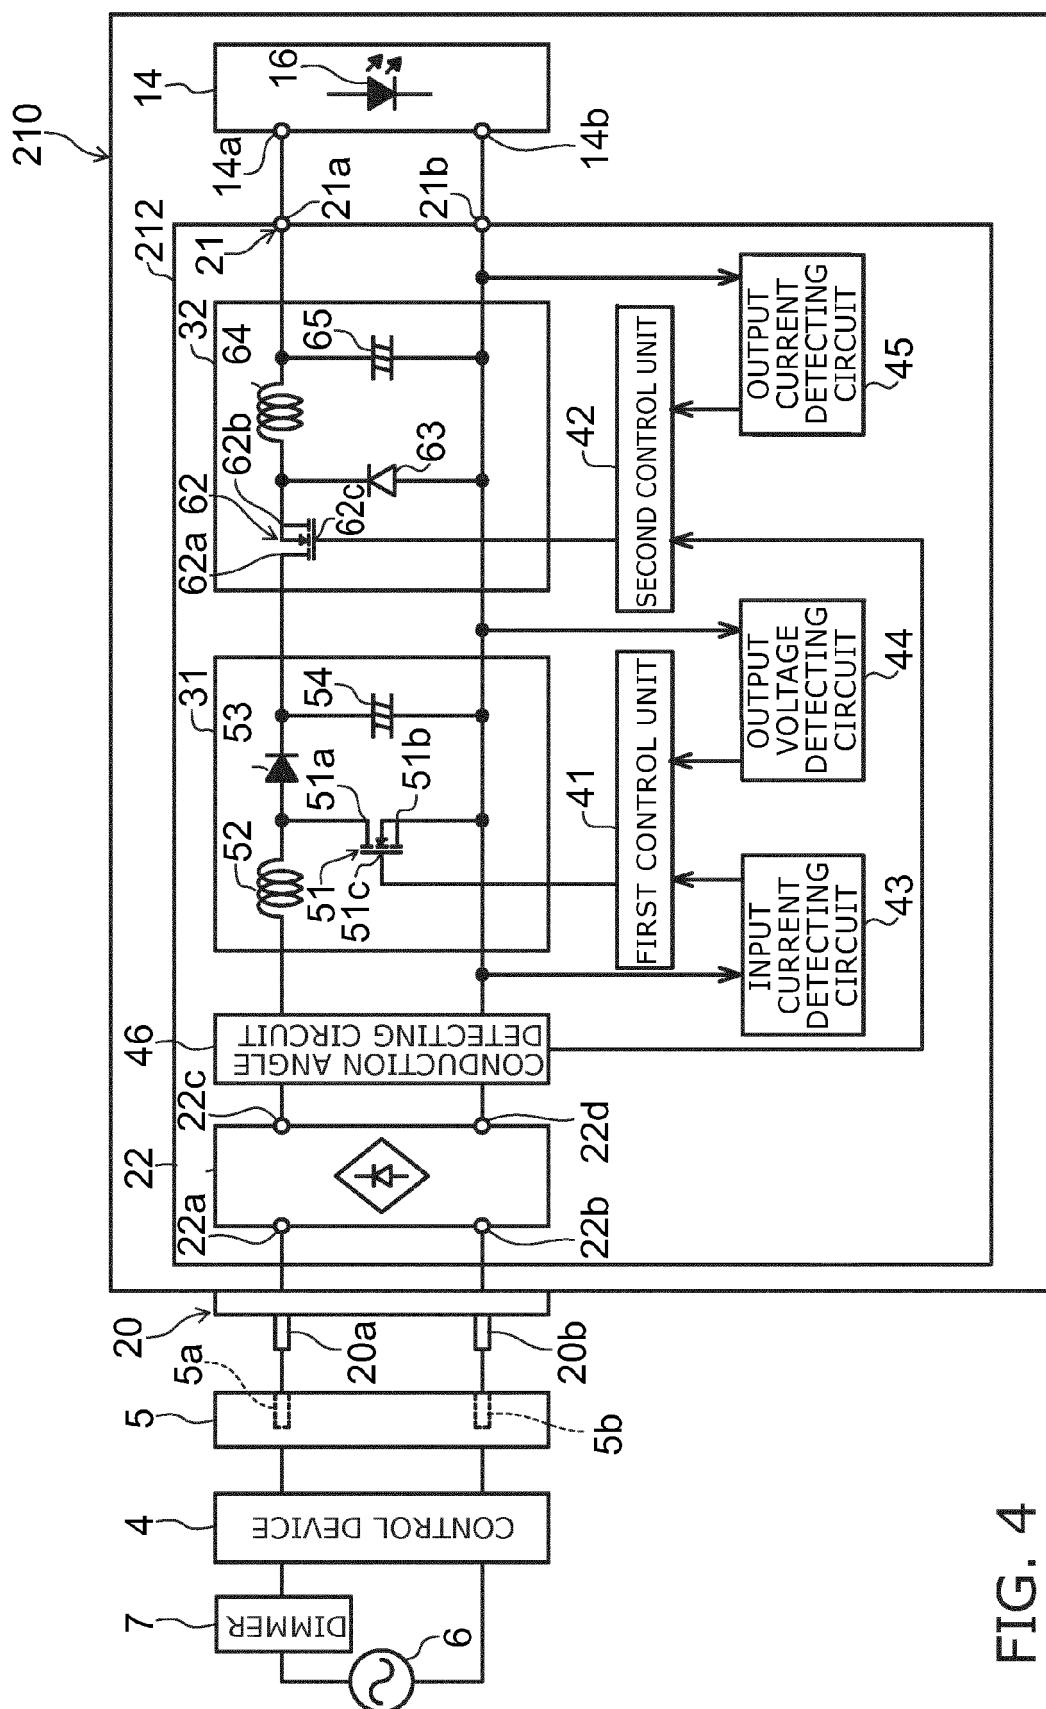 210
212
14
16
14a
14b
21
21a
21b
32
64
65
62
62b
62a
62c
63
42
SECOND CONTROL UNIT
OUTPUT
CURRENT
DETECTING
CIRCUIT
45
31
53
54
52
51a
51b
51
51c
41
FIRST CONTROL UNIT
OUTPUT
VOLTAGE
DETECTING
CIRCUIT
44
INPUT
CURRENT
DETECTING
CIRCUIT
43
46
CONDUCTION ANGLE
DETECTING CIRCUIT
22
22c
22d
22a
22b
20
20a
20b
5
5a
5b
4
CONTROL DEVICE
7
DIMMER
6
FIG. 4